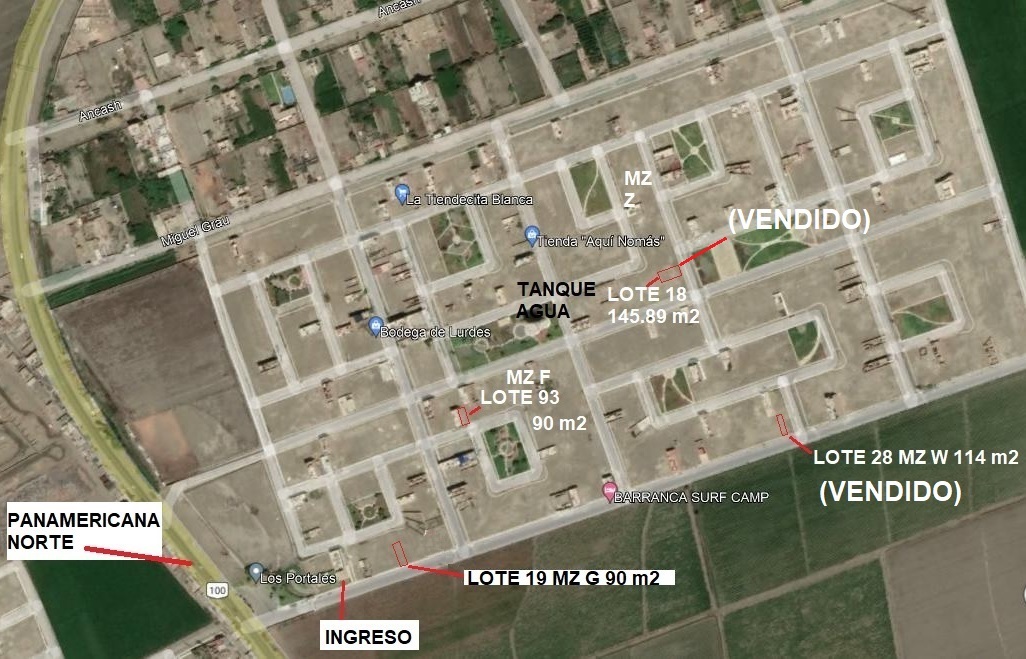 Ancash
Ancash
MZ
Z
La Tiendecita Blanca
(VENDIDO)
Miguel Grau
Tienda "Aquí Nomás"
TANQUE
AGUA
LOTE 18
145.89 m2
Bodega de Lurdes
MZ F
LOTE 93
90 m2
LOTE 28 MZ W 114 m2
(VENDIDO)
BARRANCA SURF CAMP
PANAMERICANA
NORTE
100
Los Portales
LOTE 19 MZ G 90 m2
INGRESO